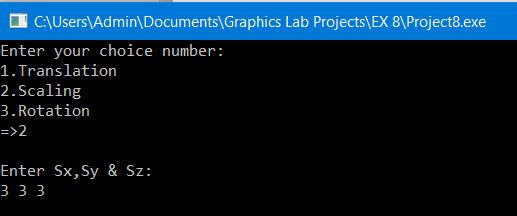 C:\Users\Admin\Documents\Graphics Lab Projects\EX 8\Project8.exe
Enter your choice number:
1.Translation
2.Scaling
3.Rotation
=>2
Enter Sx,Sy & Sz:
3 3 3